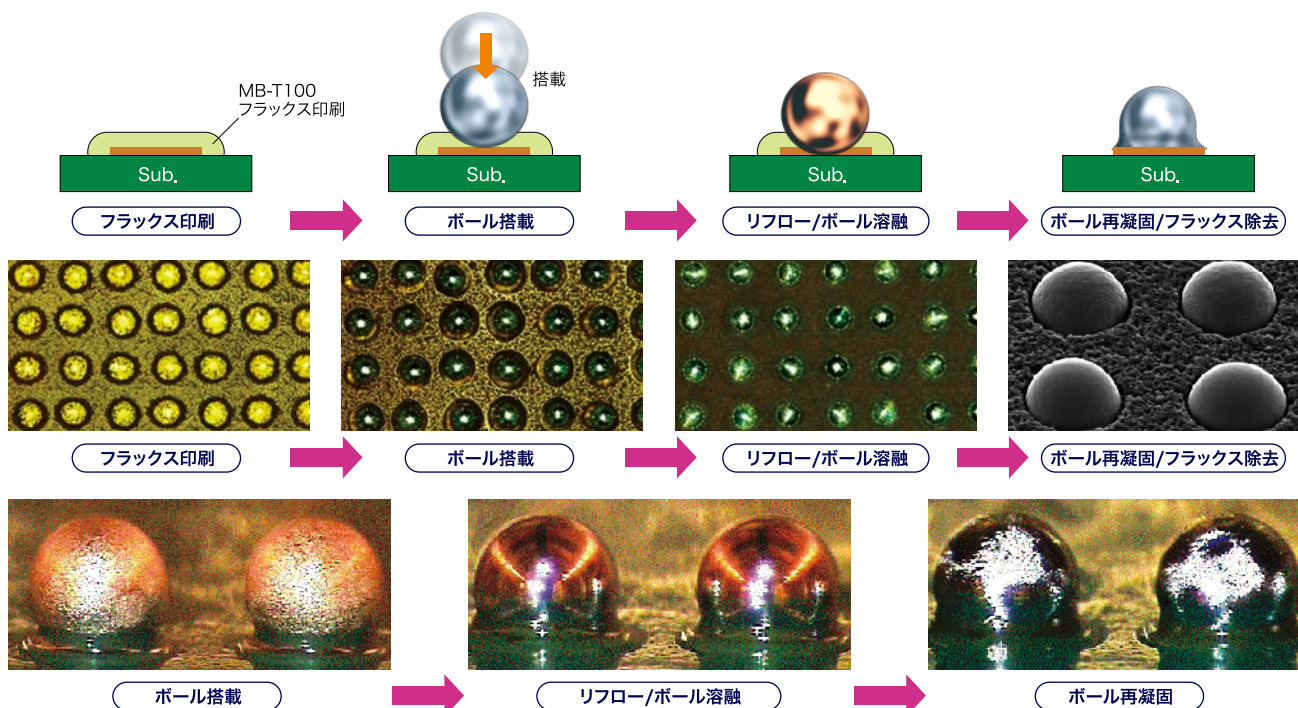 MB-T100
フラックス印刷
搭載
Sub.
Sub.
Sub.
Sub.
フラックス印刷
ボール搭載
リフロー/ボール溶融
ボール再凝固/フラックス除去
フラックス印刷
ボール搭載
リフロー/ボール溶融
ボール再凝固/フラックス除去
ボール搭載
リフロー/ボール溶融
ボール再凝固